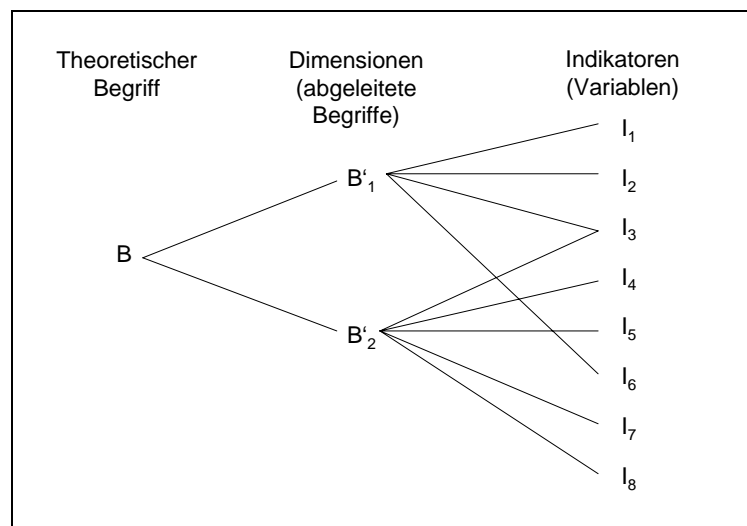 Theoretischer
Begriff
Dimensionen
(abgeleitete
Begriffe)
Indikatoren
(Variablen)
B
B‘₁
B‘₂
I₁
I₂
I₃
I₄
I₅
I₆
I₇
I₈